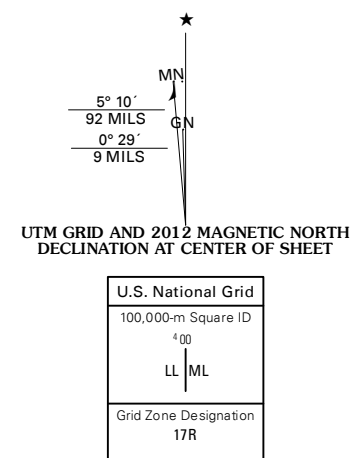 ★
MN
5° 10´
92 MILS
GN
0° 29´
9 MILS
UTM GRID AND 2012 MAGNETIC NORTH
DECLINATION AT CENTER OF SHEET
U.S. National Grid
100,000-m Square ID
⁴00
LL ML
Grid Zone Designation
17R